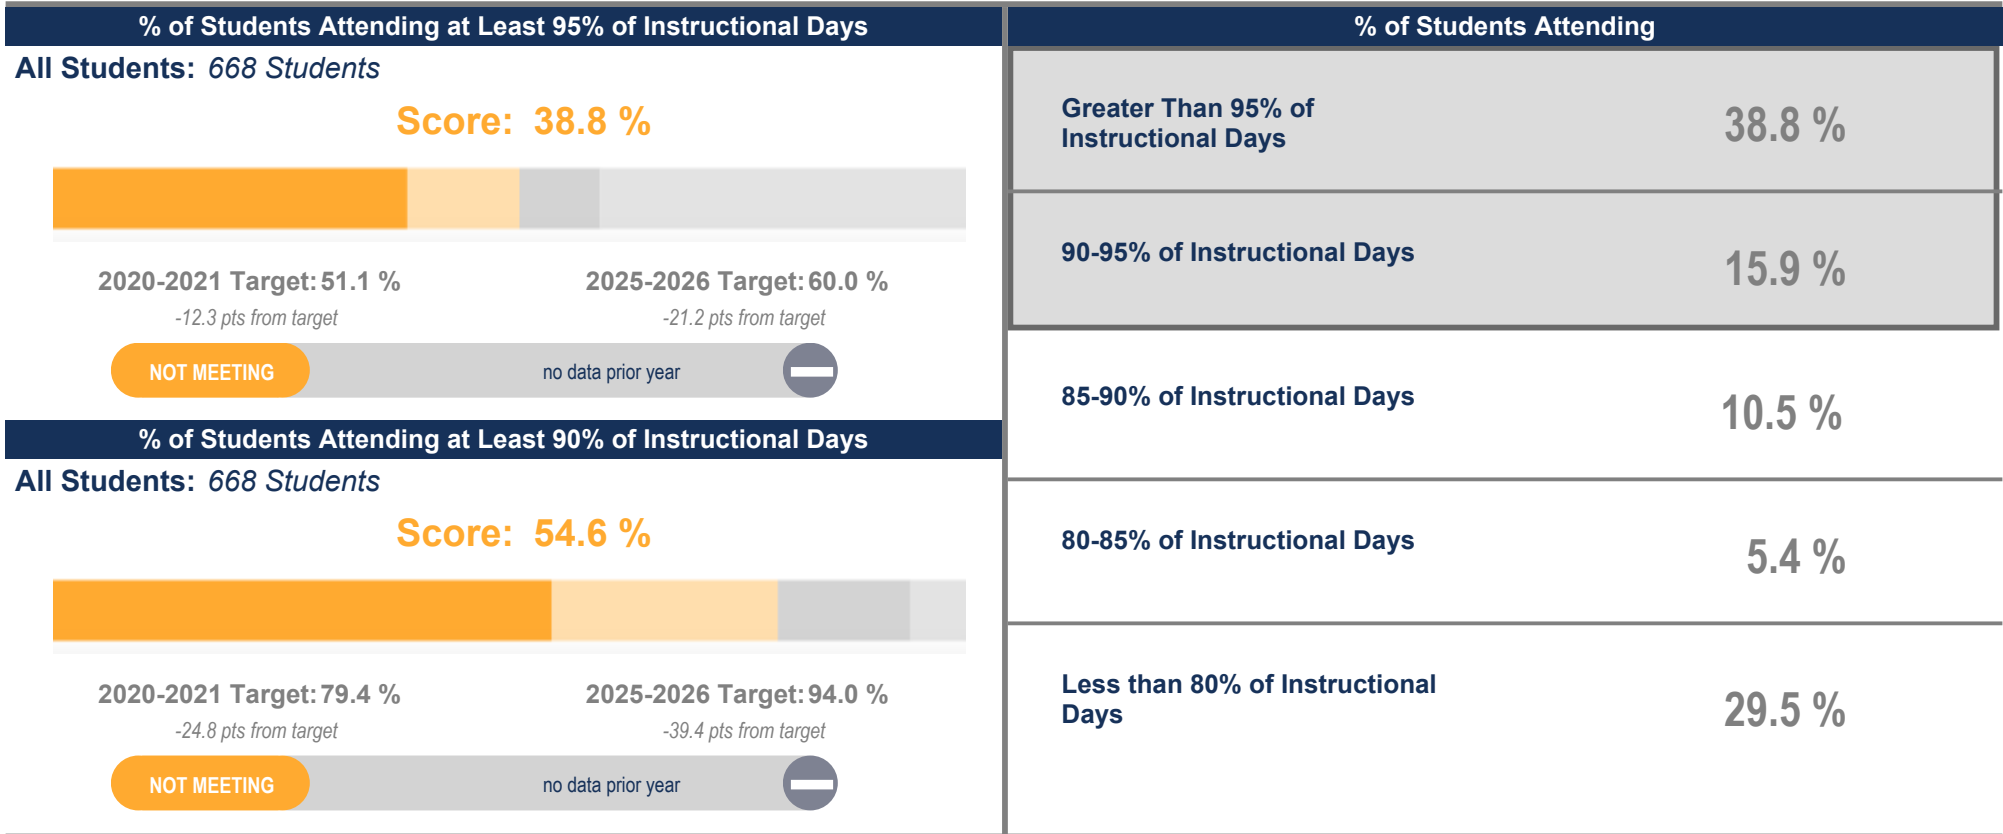 % of Students Attending at Least 95% of Instructional Days
All Students: 668 Students
Score: 38.8 %
2020-2021 Target: 51.1 %
-12.3 pts from target
2025-2026 Target: 60.0 %
-21.2 pts from target
NOT MEETING
no data prior year
% of Students Attending at Least 90% of Instructional Days
All Students: 668 Students
Score: 54.6 %
2020-2021 Target: 79.4 %
-24.8 pts from target
2025-2026 Target: 94.0 %
-39.4 pts from target
NOT MEETING
no data prior year
% of Students Attending
Greater Than 95% of
Instructional Days
38.8 %
90-95% of Instructional Days
15.9 %
85-90% of Instructional Days
10.5 %
80-85% of Instructional Days
5.4 %
Less than 80% of Instructional
Days
29.5 %